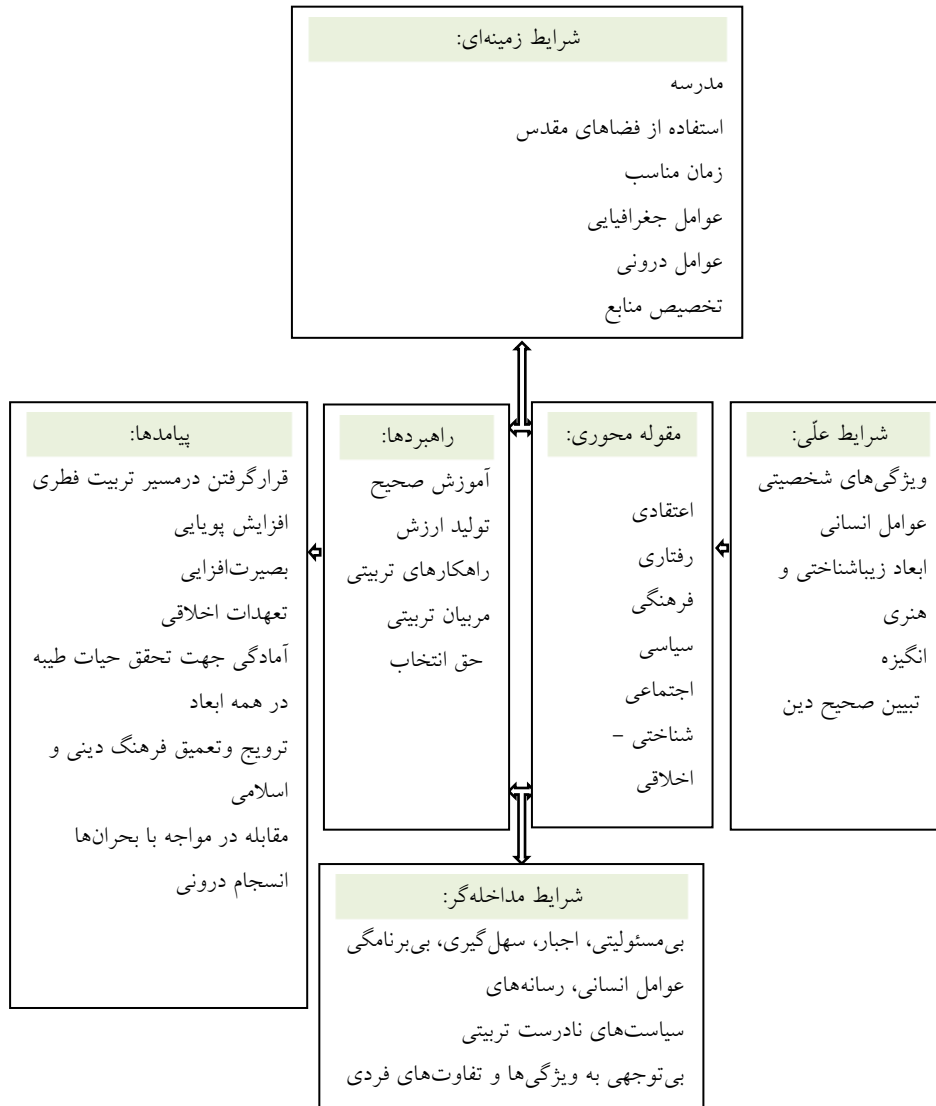 شرایط زمینه‌ای:
مدرسه
استفاده از فضاهای مقدس
زمان مناسب
عوامل جغرافیایی
عوامل درونی
تخصیص منابع
شرایط علّی:
ویژگی‌های شخصیتی
عوامل انسانی
ابعاد زیباشناختی و
هنری
انگیزه
تبیین صحیح دین
مقوله محوری:
اعتقادی
رفتاری
فرهنگی
سیاسی
اجتماعی
شناختی –
اخلاقی
راهبردها:
آموزش صحیح
تولید ارزش
راهکارهای تربیتی
مربیان تربیتی
حق انتخاب
پیامدها:
قرارگرفتن درمسیر تربیت فطری
افزایش پویایی
بصیرت‌افزایی
تعهدات اخلاقی
آمادگی جهت تحقق حیات طیبه
در همه ابعاد
ترویج وتعمیق فرهنگ دینی و
اسلامی
مقابله در مواجه با بحران‌ها
انسجام درونی
شرایط مداخله‌گر:
بی‌مسئولیتی، اجبار، سهل‌گیری، بی‌برنامگی
عوامل انسانی، رسانه‌های
سیاست‌های نادرست تربیتی
بی‌توجهی به ویژگی‌ها و تفاوت‌های فردی